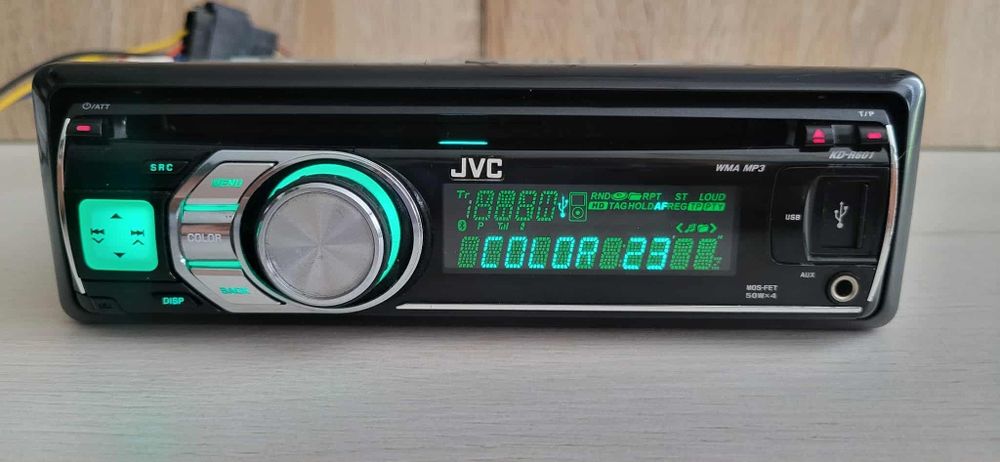 ⏻/ATT
T/P
SRC
JVC
WMA MP3
KD-R601
MENU
Tr
RND RPT ST LOUD
HD TAG HOLD AF REG TP PTY
USB
COLOR
P
COLOR 23
AUX
DISP
BACK
MOS-FET
50W×4